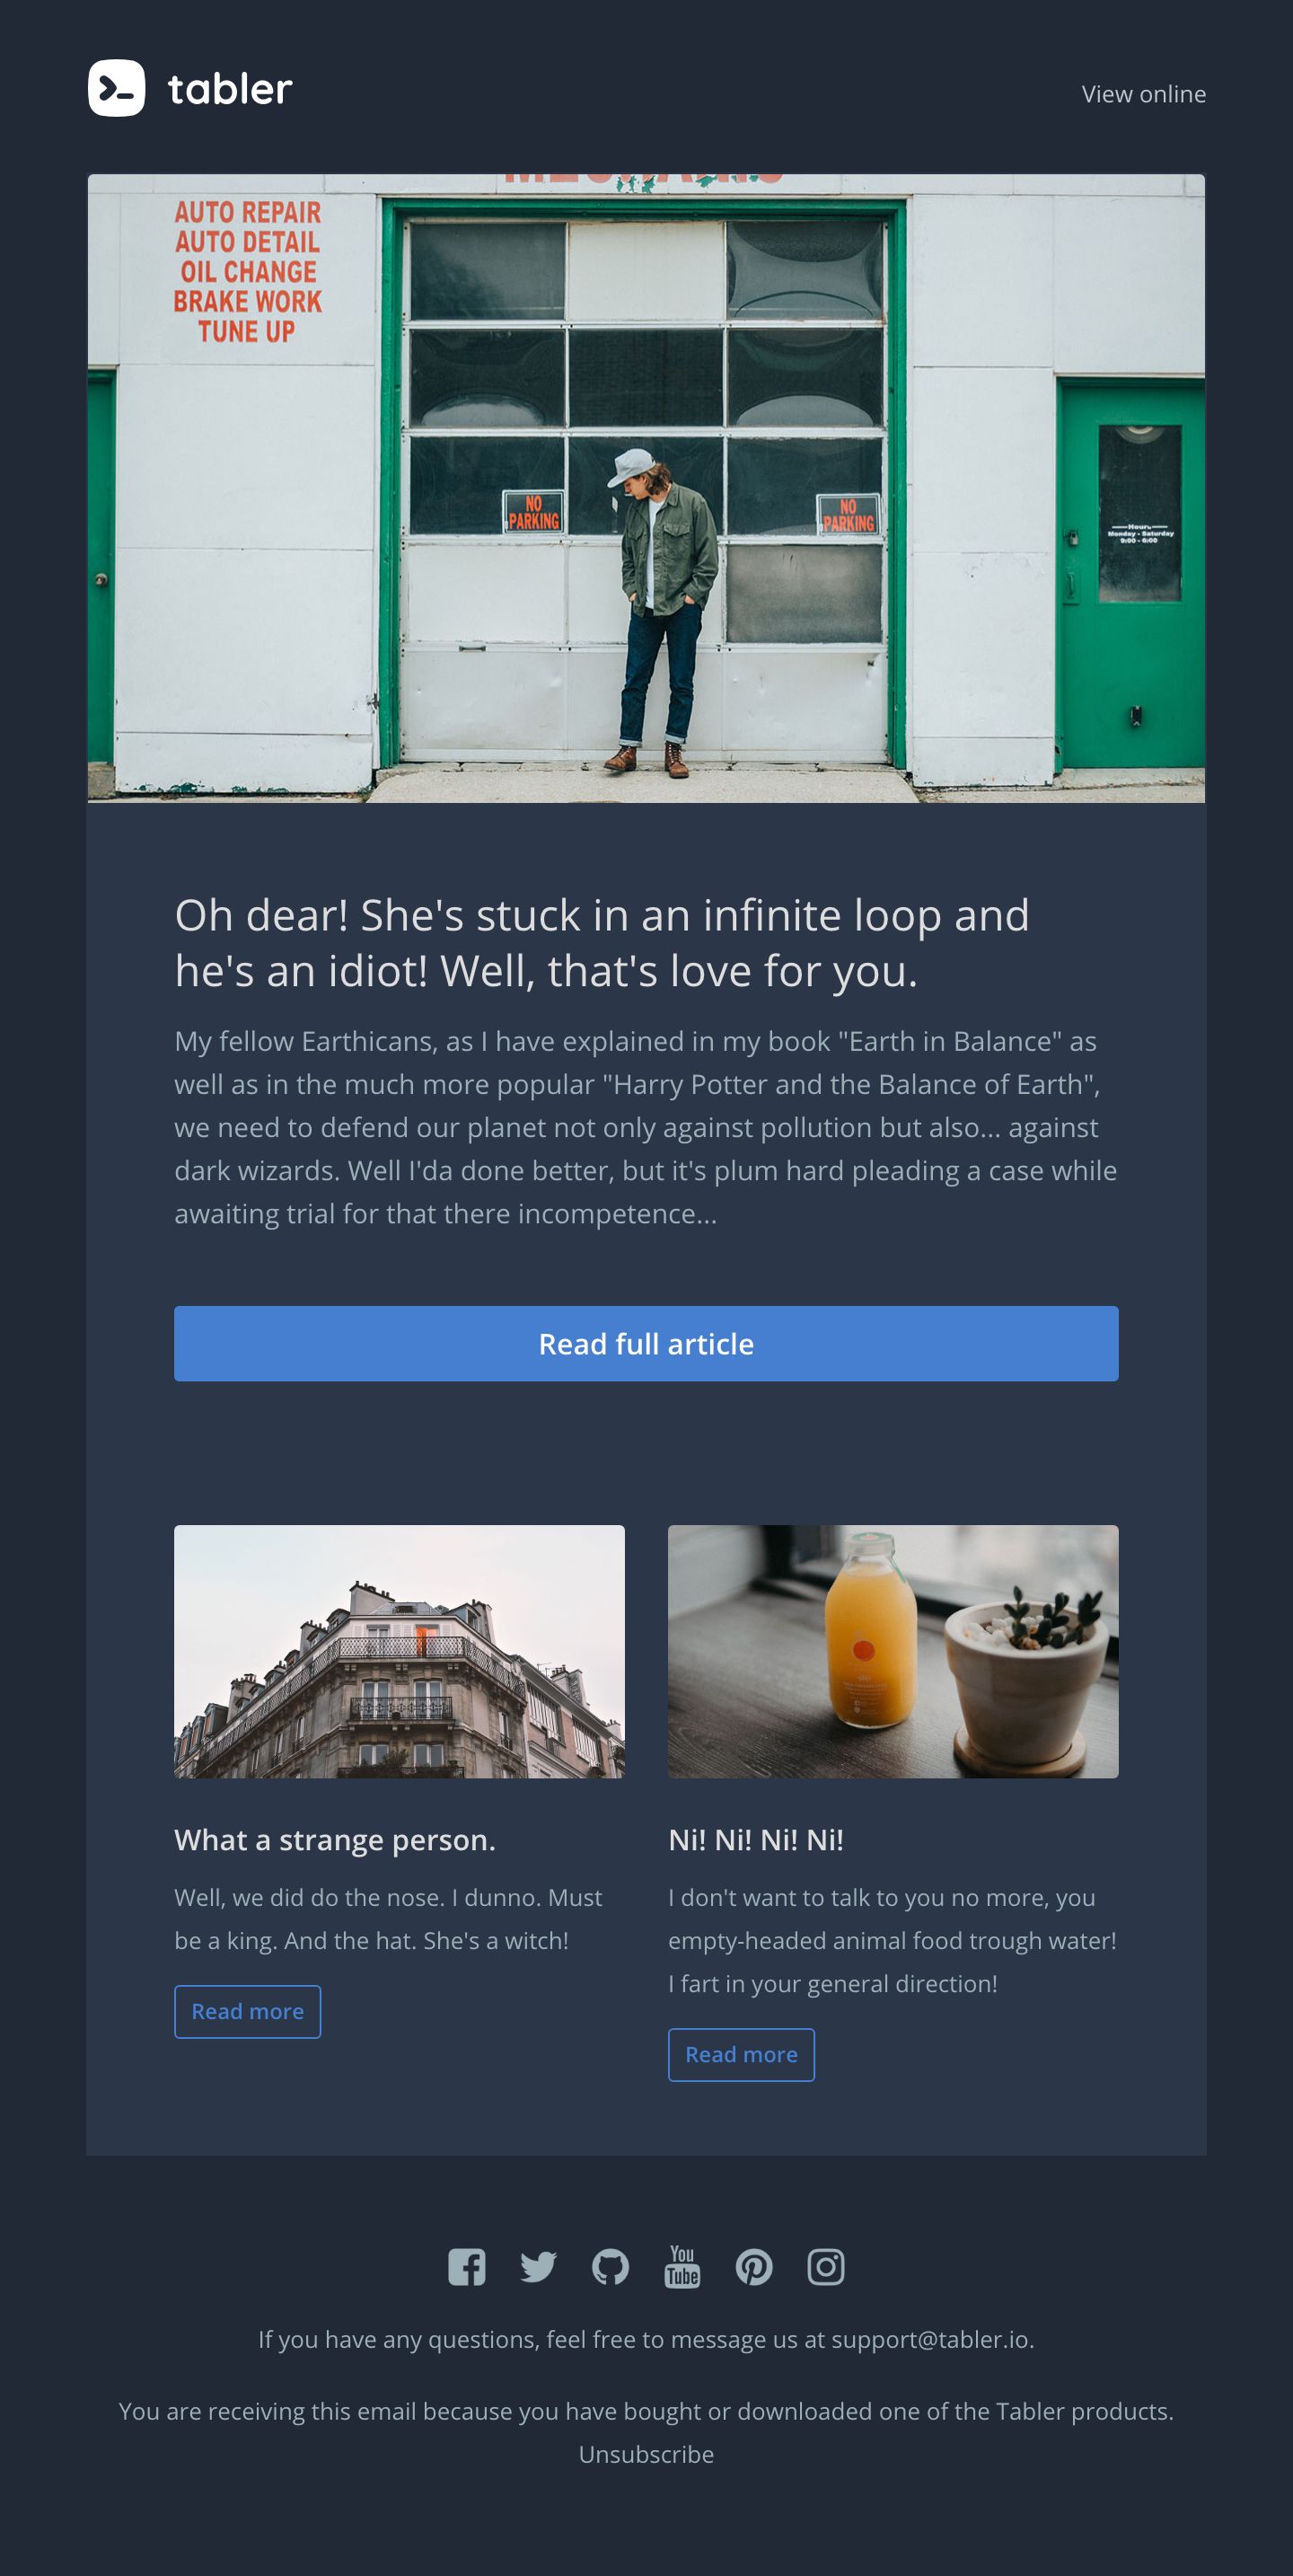 tabler
View online
AUTO REPAIR
AUTO DETAIL
OIL CHANGE
BRAKE WORK
TUNE UP
NO
PARKING
NO
PARKING
Hours
Monday - Saturday
9:00 - 6:00
Oh dear! She's stuck in an infinite loop and
he's an idiot! Well, that's love for you.
My fellow Earthicans, as I have explained in my book "Earth in Balance" as
well as in the much more popular "Harry Potter and the Balance of Earth",
we need to defend our planet not only against pollution but also... against
dark wizards. Well I'da done better, but it's plum hard pleading a case while
awaiting trial for that there incompetence...
Read full article
What a strange person.
Well, we did do the nose. I dunno. Must
be a king. And the hat. She's a witch!
Read more
Ni! Ni! Ni! Ni!
I don't want to talk to you no more, you
empty-headed animal food trough water!
I fart in your general direction!
Read more
You
Tube
If you have any questions, feel free to message us at support@tabler.io.
You are receiving this email because you have bought or downloaded one of the Tabler products.
Unsubscribe